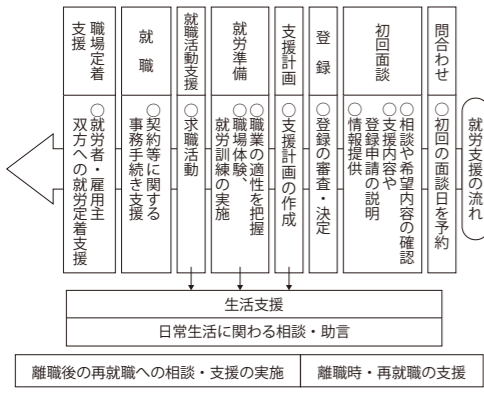 就労支援の流れ
問合わせ
○初回の面談日を予約
初回面談
○相談や希望内容の確認
○支援内容や
登録申請の説明
○情報提供
登録
○登録の審査・決定
支援計画
○支援計画の作成
就労準備
○職業の適性を把握
○職場体験、
就労訓練の実施
就職活動支援
○求職活動
就職
○契約等に関する
事務手続き支援
職場定着
支援
○就労者・雇用主
双方への就労定着支援
生活支援
日常生活に関わる相談・助言
離職後の再就職への相談・支援の実施
離職時・再就職の支援